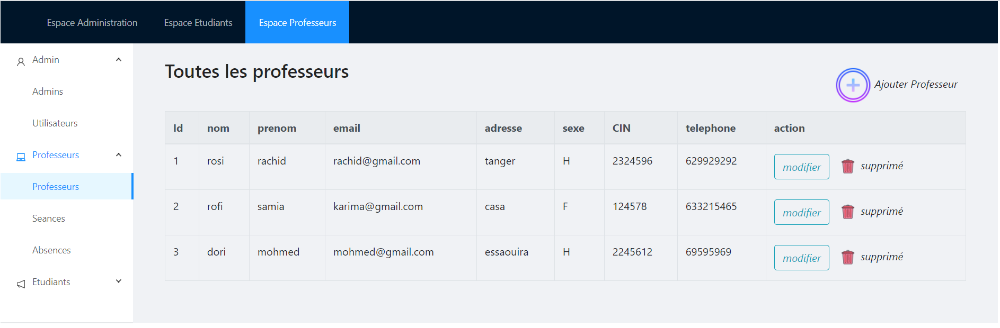 Espace Administration Espace Etudiants Espace Professeurs
Admin
Admins
Utilisateurs
Professeurs
Professeurs
Seances
Absences
Etudiants
Toutes les professeurs
Ajouter Professeur
Id nom prenom email adresse sexe CIN telephone action
1 rosi rachid rachid@gmail.com tanger H 2324596 629929292 modifier supprimé
2 rofi samia karima@gmail.com casa F 124578 633215465 modifier supprimé
3 dori mohmed mohmed@gmail.com essaouira H 2245612 69595969 modifier supprimé